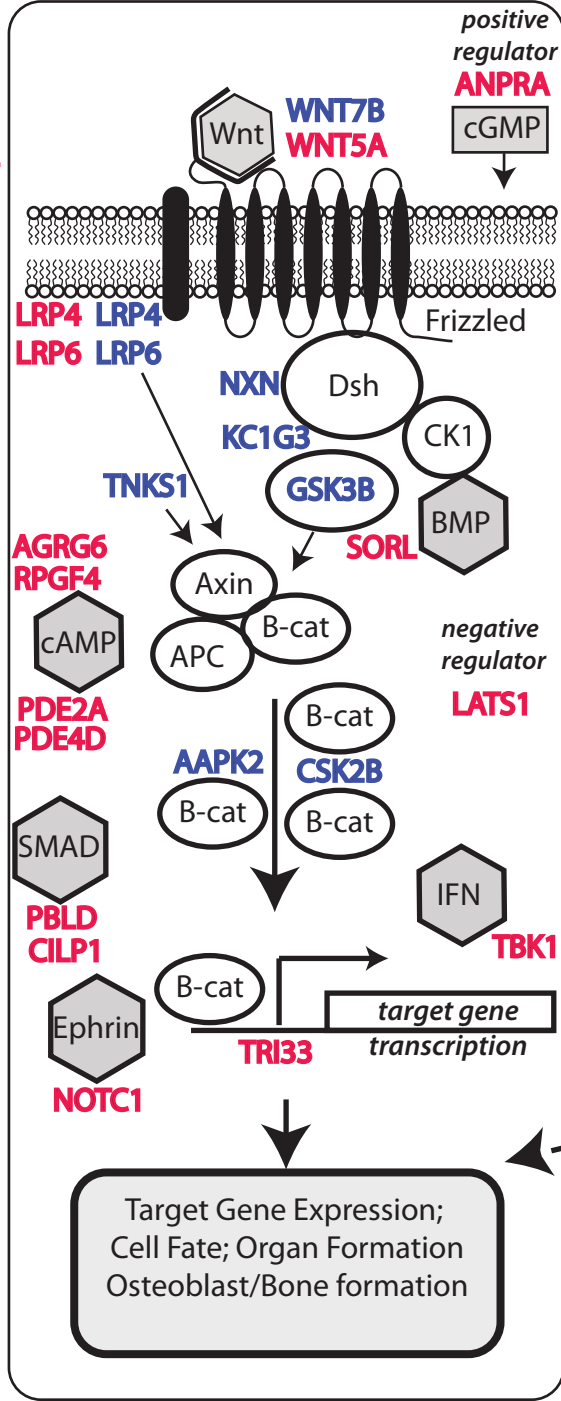 positive
regulator
ANPRA
cGMP
Wnt
WNT7B
WNT5A
LRP4 LRP4
LRP6 LRP6
Frizzled
NXN
Dsh
KC1G3
CK1
TNKS1
GSK3B
BMP
SORL
AGRG6
RPGF4
cAMP
PDE2A
PDE4D
Axin
B-cat
APC
negative
regulator
LATS1
B-cat
AAPK2
CSK2B
B-cat
B-cat
SMAD
PBLD
CILP1
IFN
TBK1
B-cat
Ephrin
NOTC1
TRI33
target gene
transcription
Target Gene Expression;
Cell Fate; Organ Formation
Osteoblast/Bone formation